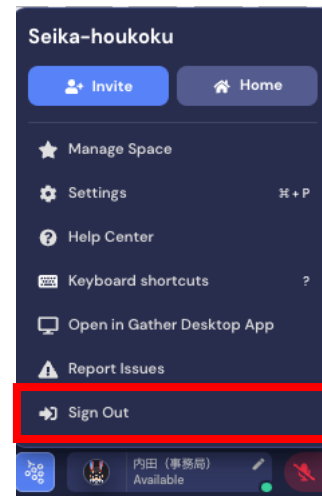 Seika-houkoku
Invite
Home
Manage Space
Settings
⌘ + P
Help Center
Keyboard shortcuts
?
Open in Gather Desktop App
Report Issues
Sign Out
内田（事務局）
Available